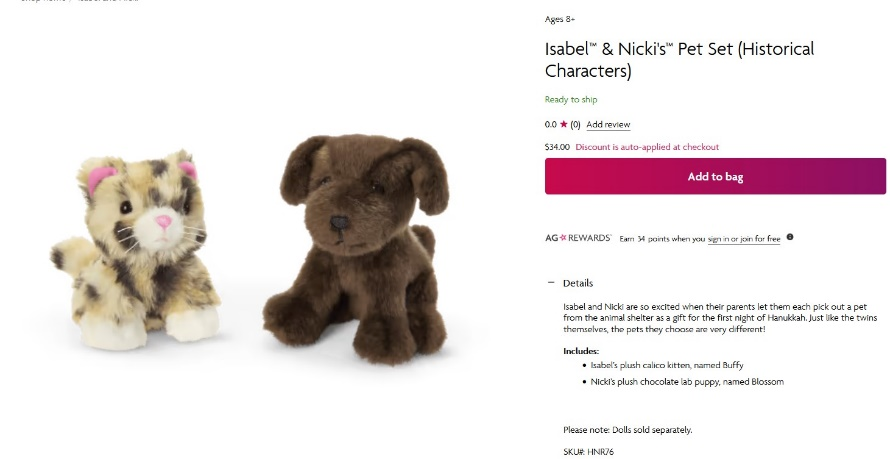 Ages 8+
Isabel™ & Nicki's™ Pet Set (Historical
Characters)
Ready to ship
0.0 ★ (0) Add review
$34.00 Discount is auto-applied at checkout
Add to bag
AG☆REWARDS™ Earn 34 points when you sign in or join for free
Details
Isabel and Nicki are so excited when their parents let them each pick out a pet
from the animal shelter as a gift for the first night of Hanukkah. Just like the twins
themselves, the pets they choose are very different!
Includes:
• Isabel's plush calico kitten, named Buffy
• Nicki's plush chocolate lab puppy, named Blossom
Please note: Dolls sold separately.
SKU#: HNR76